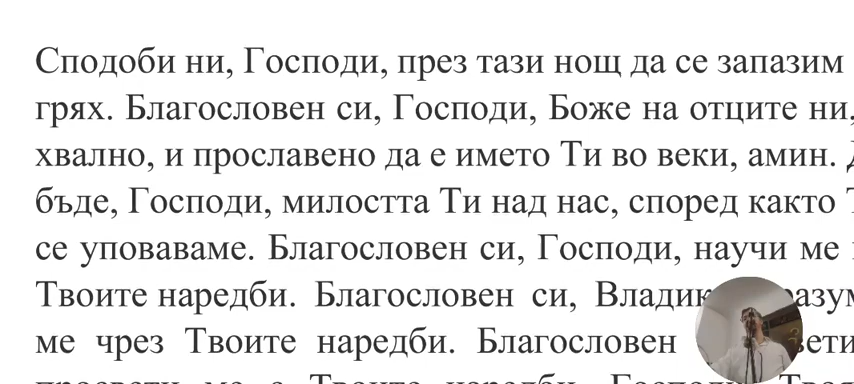 Сподоби ни, Господи, през тази нощ да се запазим
грях. Благословен си, Господи, Боже на отците ни,
хвално, и прославено да е името Ти во веки, амин.
бъде, Господи, милостта Ти над нас, според както
се уповаваме. Благословен си, Господи, научи ме
Твоите наредби. Благословен си,
ме чрез Твоите наредби. Благословен